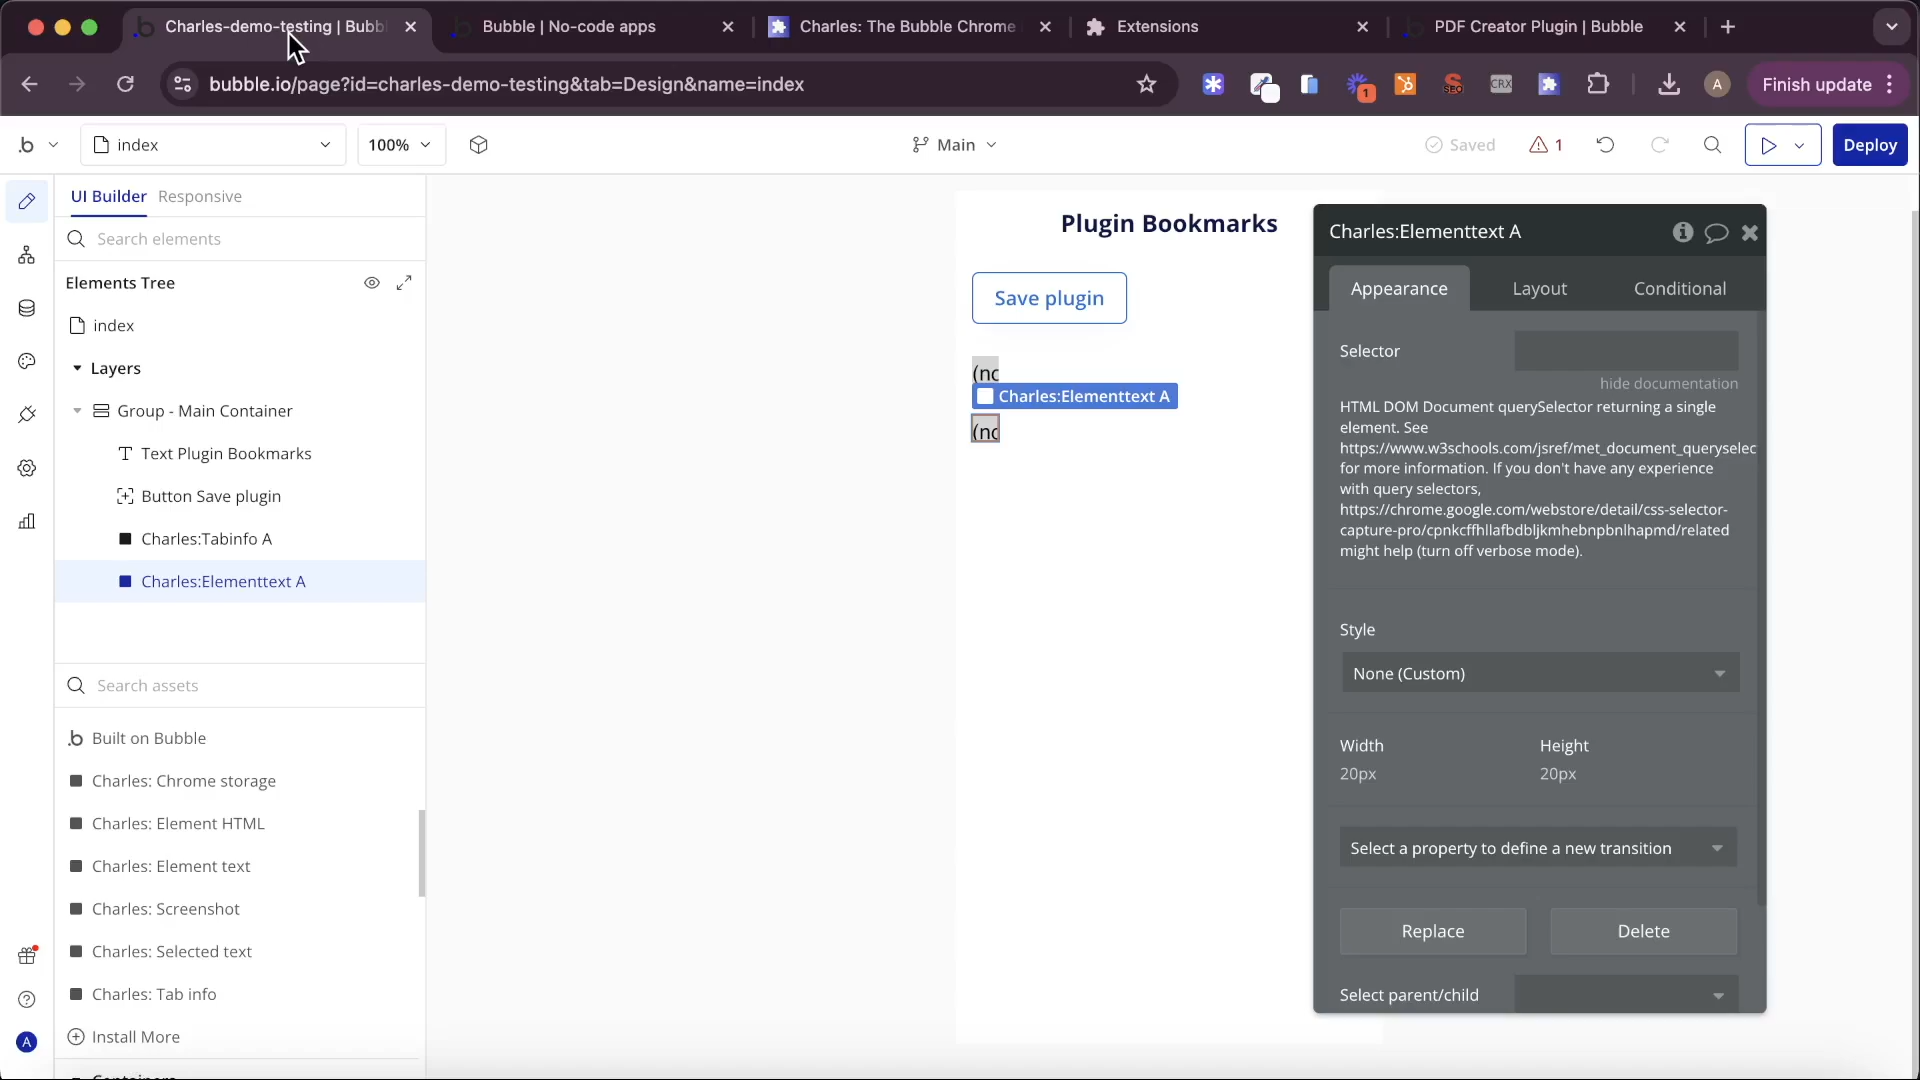 Charles-demo-testing | Bubb
Bubble | No-code apps
Charles: The Bubble Chrome
Extensions
PDF Creator Plugin | Bubble
bubble.io/page?id=charles-demo-testing&tab=Design&name=index
SEO
CRX
1
A
Finish update
index
100%
Main
Saved
1
Deploy
UI Builder
Responsive
Search elements
Elements Tree
index
Layers
Group - Main Container
Text Plugin Bookmarks
Button Save plugin
Charles:Tabinfo A
Charles:Elementtext A
Search assets
Built on Bubble
Charles: Chrome storage
Charles: Element HTML
Charles: Element text
Charles: Screenshot
Charles: Selected text
Charles: Tab info
Install More
A
Plugin Bookmarks
Save plugin
Charles:Elementtext A
Charles:Elementtext A
Appearance
Layout
Conditional
Selector
hide documentation
HTML DOM Document querySelector returning a single
element. See
https://www.w3schools.com/jsref/met_document_queryselec
for more information. If you don't have any experience
with query selectors,
https://chrome.google.com/webstore/detail/css-selector-
capture-pro/cpnkcffhllafbdbljkmhebnpbnlhapmd/related
might help (turn off verbose mode).
Style
None (Custom)
Width
Height
20px
20px
Select a property to define a new transition
Replace
Delete
Select parent/child